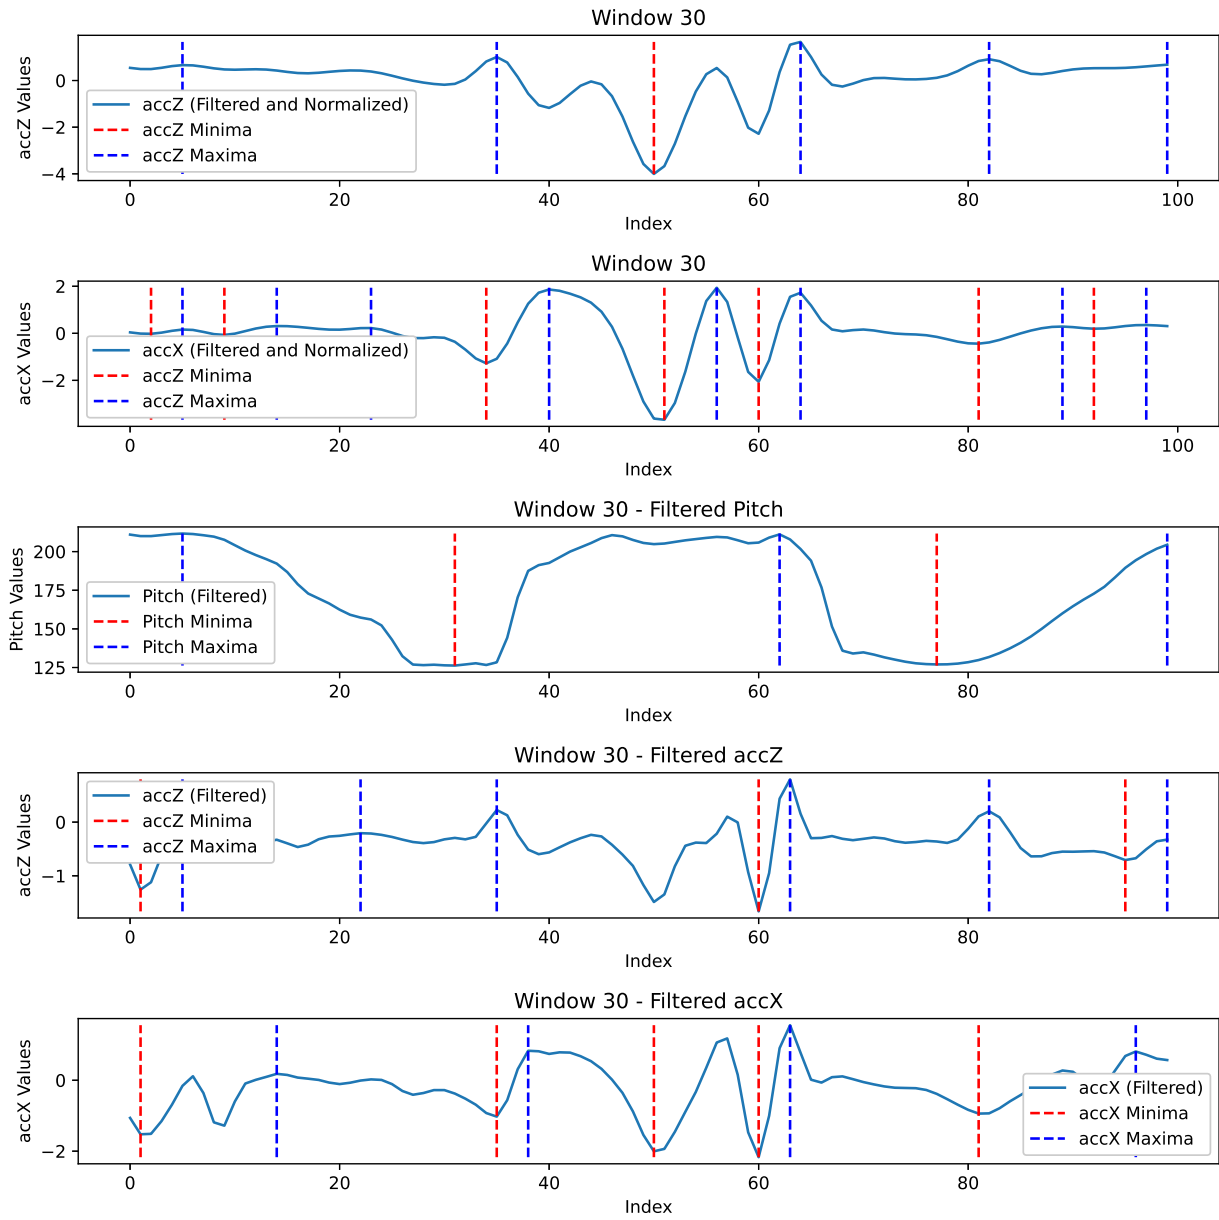 Window 30
accZ Values
0
−2
−4
accZ (Filtered and Normalized)
accZ Minima
accZ Maxima
0 20 40 60 80 100
Index
Window 30
accX Values
2
0
−2
accX (Filtered and Normalized)
accZ Minima
accZ Maxima
0 20 40 60 80 100
Index
Window 30 - Filtered Pitch
Pitch Values
200
175
150
125
Pitch (Filtered)
Pitch Minima
Pitch Maxima
0 20 40 60 80
Index
Window 30 - Filtered accZ
accZ Values
0
−1
accZ (Filtered)
accZ Minima
accZ Maxima
0 20 40 60 80
Index
Window 30 - Filtered accX
accX Values
0
−2
accX (Filtered)
accX Minima
accX Maxima
0 20 40 60 80
Index